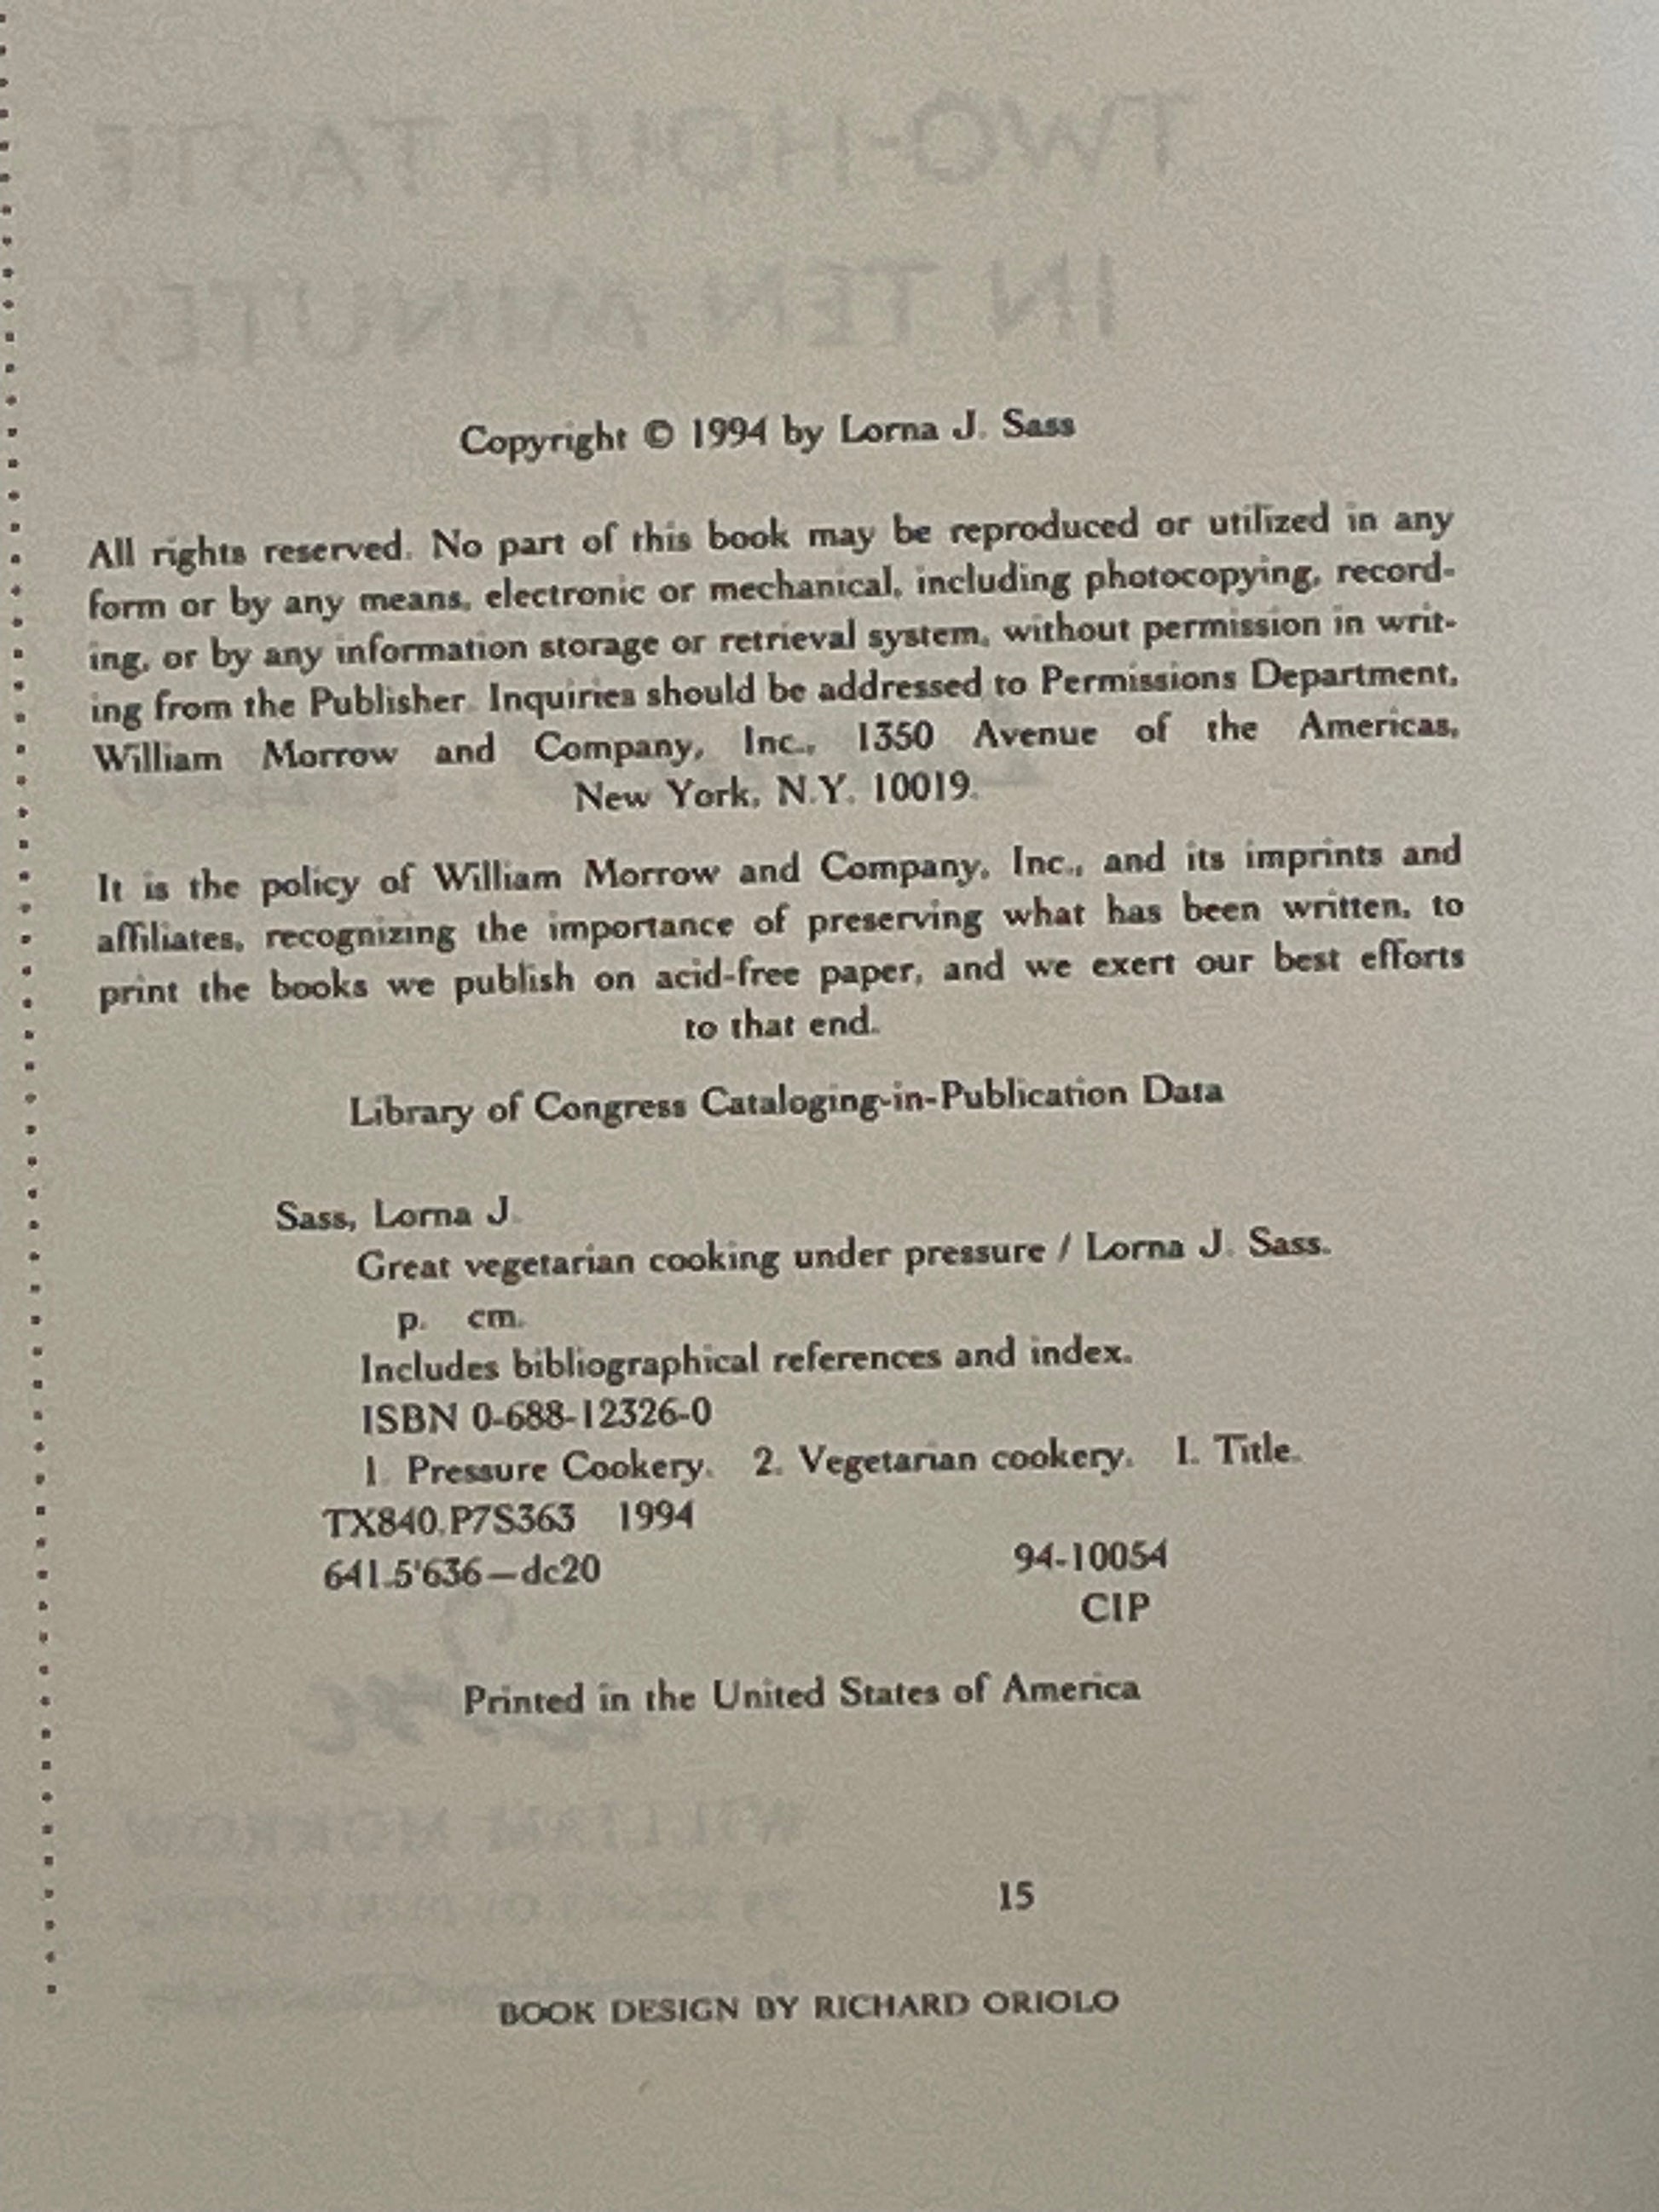 TWO-HOUR TASTE
IN TEN MINUTES
Copyright © 1994 by Lorna J. Sass
All rights reserved. No part of this book may be reproduced or utilized in any
form or by any means, electronic or mechanical, including photocopying, record-
ing, or by any information storage or retrieval system, without permission in writ-
ing from the Publisher. Inquiries should be addressed to Permissions Department,
William Morrow and Company, Inc., 1350 Avenue of the Americas,
New York, N.Y. 10019.
It is the policy of William Morrow and Company, Inc., and its imprints and
affiliates, recognizing the importance of preserving what has been written, to
print the books we publish on acid-free paper, and we exert our best efforts
to that end.
Library of Congress Cataloging-in-Publication Data
Sass, Lorna J.
Great vegetarian cooking under pressure / Lorna J. Sass.
p. cm.
Includes bibliographical references and index.
ISBN 0-688-12326-0
1. Pressure Cookery. 2. Vegetarian cookery. I. Title.
TX840.P7S363 1994
641.5'636—dc20
94-10054
CIP
Printed in the United States of America
WILLIAM MORROW
15
BOOK DESIGN BY RICHARD ORIOLO